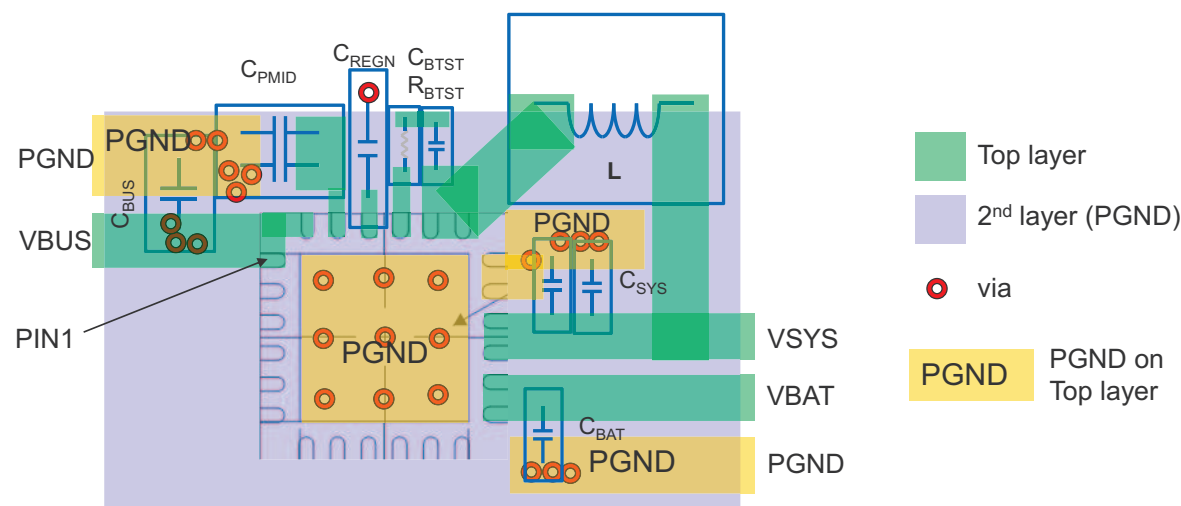 C_REGN
C_BTST
R_BTST
C_PMID
PGND
PGND
C_BUS
VBUS
L
PGND
C_SYS
PIN1
PGND
VSYS
VBAT
C_BAT
PGND
PGND
Top layer
2nd layer (PGND)
via
PGND
PGND on
Top layer